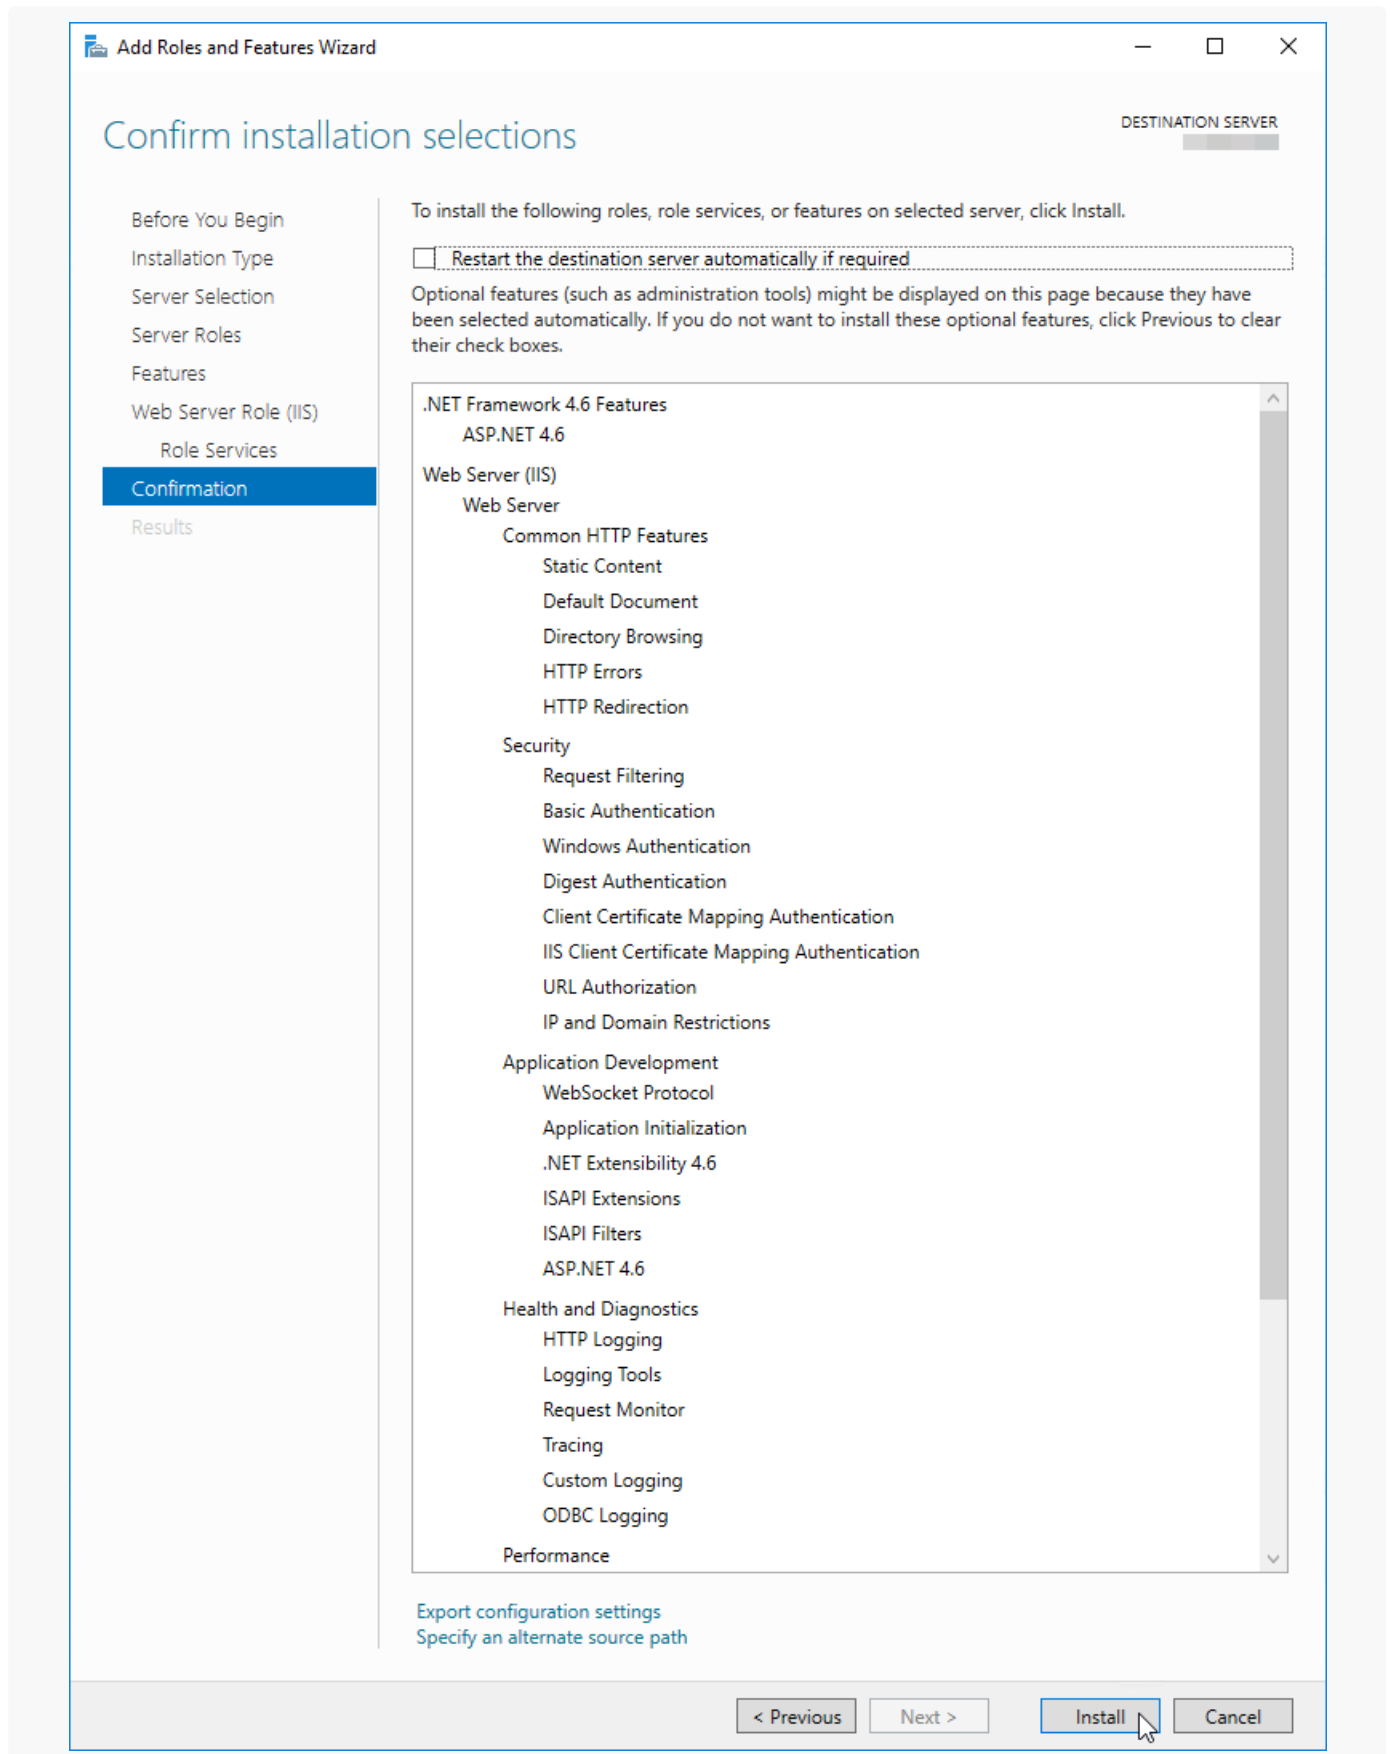 Add Roles and Features Wizard
Confirm installation selections
DESTINATION SERVER
Before You Begin
Installation Type
Server Selection
Server Roles
Features
Web Server Role (IIS)
Role Services
Confirmation
Results
To install the following roles, role services, or features on selected server, click Install.
Restart the destination server automatically if required
Optional features (such as administration tools) might be displayed on this page because they have
been selected automatically. If you do not want to install these optional features, click Previous to clear
their check boxes.
.NET Framework 4.6 Features
ASP.NET 4.6
Web Server (IIS)
Web Server
Common HTTP Features
Static Content
Default Document
Directory Browsing
HTTP Errors
HTTP Redirection
Security
Request Filtering
Basic Authentication
Windows Authentication
Digest Authentication
Client Certificate Mapping Authentication
IIS Client Certificate Mapping Authentication
URL Authorization
IP and Domain Restrictions
Application Development
WebSocket Protocol
Application Initialization
.NET Extensibility 4.6
ISAPI Extensions
ISAPI Filters
ASP.NET 4.6
Health and Diagnostics
HTTP Logging
Logging Tools
Request Monitor
Tracing
Custom Logging
ODBC Logging
Performance
Export configuration settings
Specify an alternate source path
< Previous
Next >
Install
Cancel